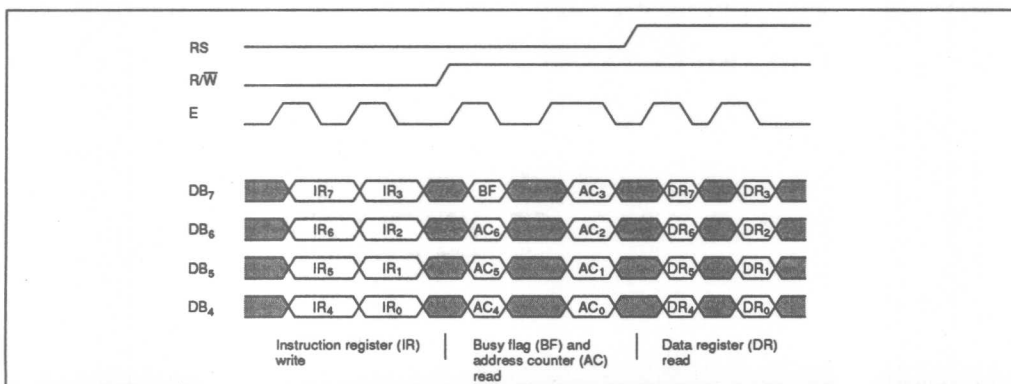 RS
R/W̅
E
DB₇ IR₇ IR₃ BF AC₃ DR₇ DR₃
DB₆ IR₆ IR₂ AC₆ AC₂ DR₆ DR₂
DB₅ IR₅ IR₁ AC₅ AC₁ DR₅ DR₁
DB₄ IR₄ IR₀ AC₄ AC₀ DR₄ DR₀
Instruction register (IR)
write
Busy flag (BF) and
address counter (AC)
read
Data register (DR)
read